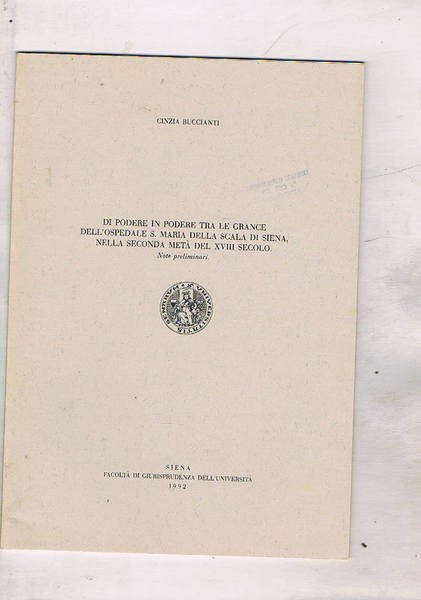 CINZIA BUCCIANTI
DI PODERE IN PODERE TRA LE GRANCE
DELL'OSPEDALE S. MARIA DELLA SCALA DI SIENA,
NELLA SECONDA METÀ DEL XVIII SECOLO.
Note preliminari.
SIENA
FACOLTÀ DI GIURISPRUDENZA DELL'UNIVERSITÀ
1992